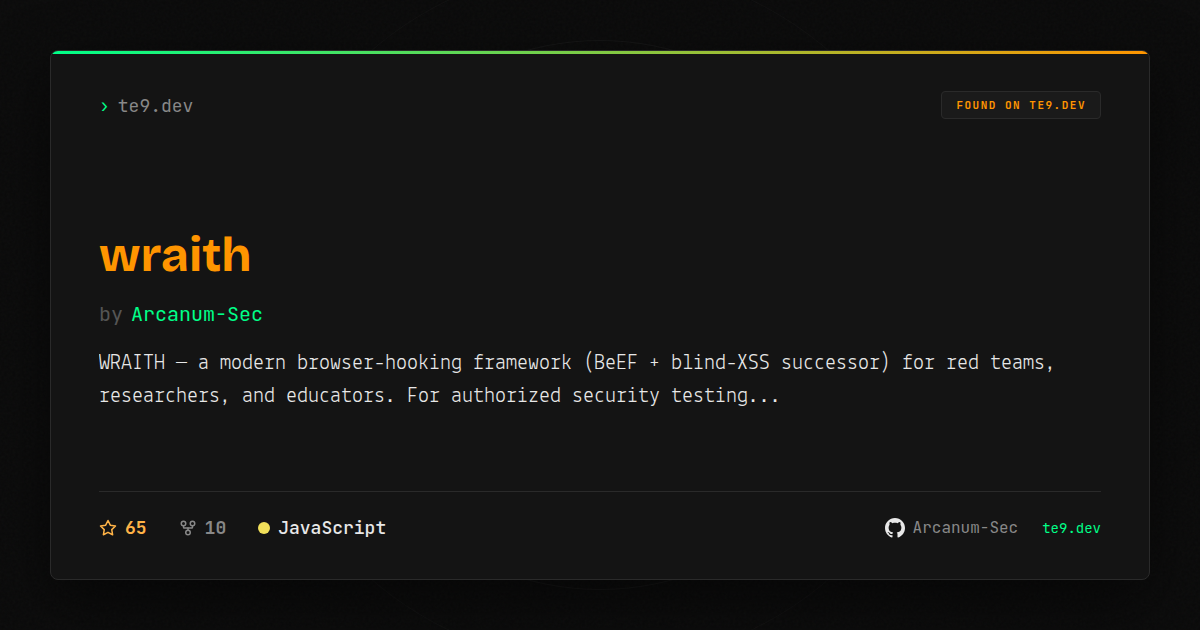 › te9.dev
FOUND ON TE9.DEV
wraith
by Arcanum-Sec
WRAITH — a modern browser-hooking framework (BeEF + blind-XSS successor) for red teams,
researchers, and educators. For authorized security testing...
65 10 JavaScript Arcanum-Sec te9.dev